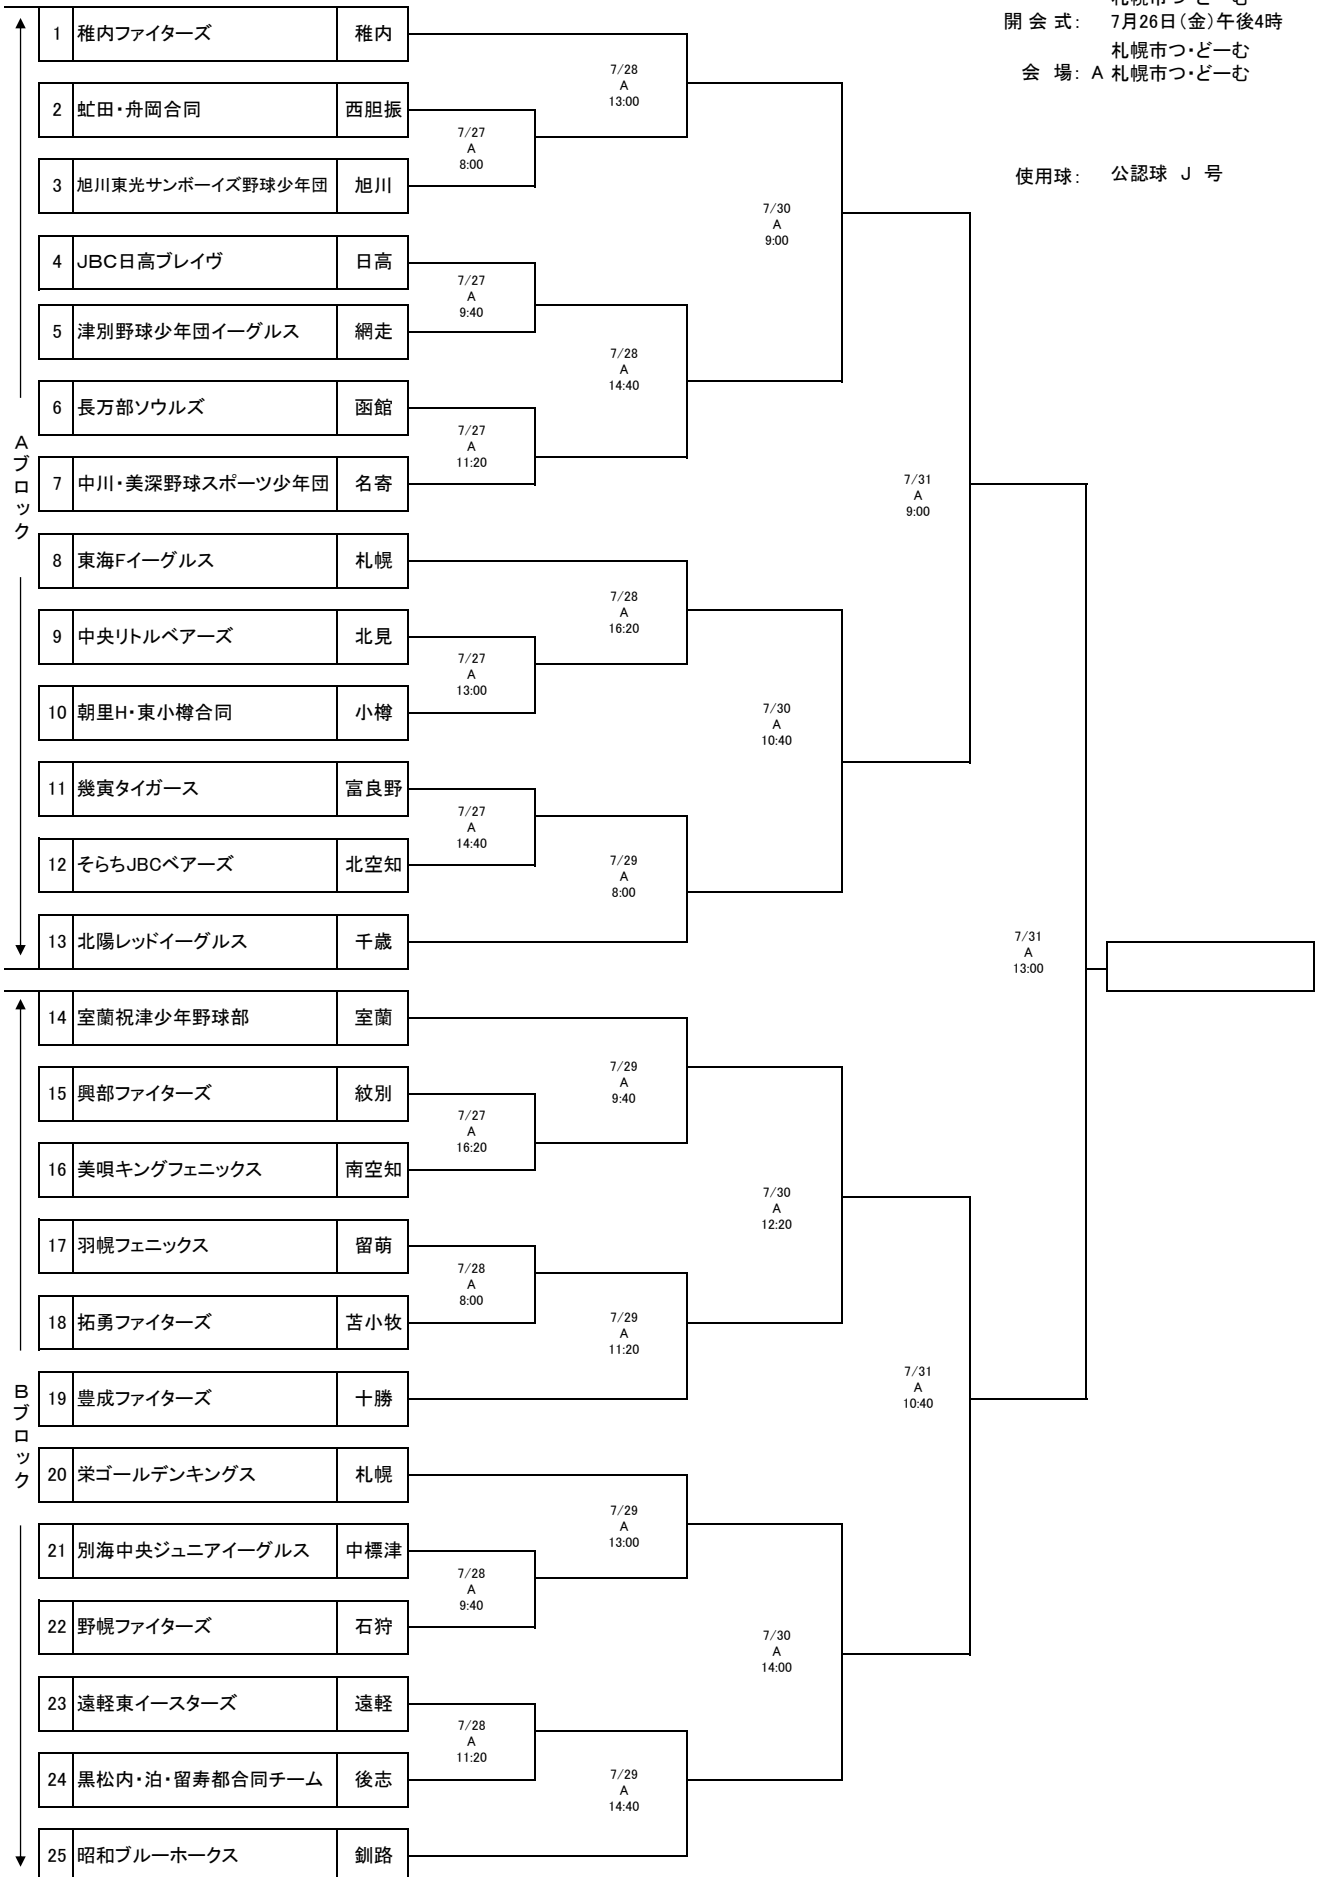 札幌市つ・どーむ
開 会 式： 7月26日（金）午後4時
札幌市つ・どーむ
会 場： A 札幌市つ・どーむ
使用球： 公認球 Ｊ 号
Aブロック
1 稚内ファイターズ 稚内
2 虻田・舟岡合同 西胆振
3 旭川東光サンボーイズ野球少年団 旭川
4 JBC日高ブレイヴ 日高
5 津別野球少年団イーグルス 網走
6 長万部ソウルズ 函館
7 中川・美深野球スポーツ少年団 名寄
8 東海Fイーグルス 札幌
9 中央リトルベアーズ 北見
10 朝里H・東小樽合同 小樽
11 幾寅タイガース 富良野
12 そらちJBCベアーズ 北空知
13 北陽レッドイーグルス 千歳
Bブロック
14 室蘭祝津少年野球部 室蘭
15 興部ファイターズ 紋別
16 美唄キングフェニックス 南空知
17 羽幌フェニックス 留萌
18 拓勇ファイターズ 苫小牧
19 豊成ファイターズ 十勝
20 栄ゴールデンキングス 札幌
21 別海中央ジュニアイーグルス 中標津
22 野幌ファイターズ 石狩
23 遠軽東イースターズ 遠軽
24 黒松内・泊・留寿都合同チーム 後志
25 昭和ブルーホークス 釧路
7/27
A
8:00
7/27
A
9:40
7/27
A
11:20
7/27
A
13:00
7/27
A
14:40
7/27
A
16:20
7/28
A
8:00
7/28
A
9:40
7/28
A
11:20
7/28
A
13:00
7/28
A
14:40
7/28
A
16:20
7/29
A
8:00
7/29
A
9:40
7/29
A
11:20
7/29
A
13:00
7/29
A
14:40
7/30
A
9:00
7/30
A
10:40
7/30
A
12:20
7/30
A
14:00
7/31
A
9:00
7/31
A
10:40
7/31
A
13:00